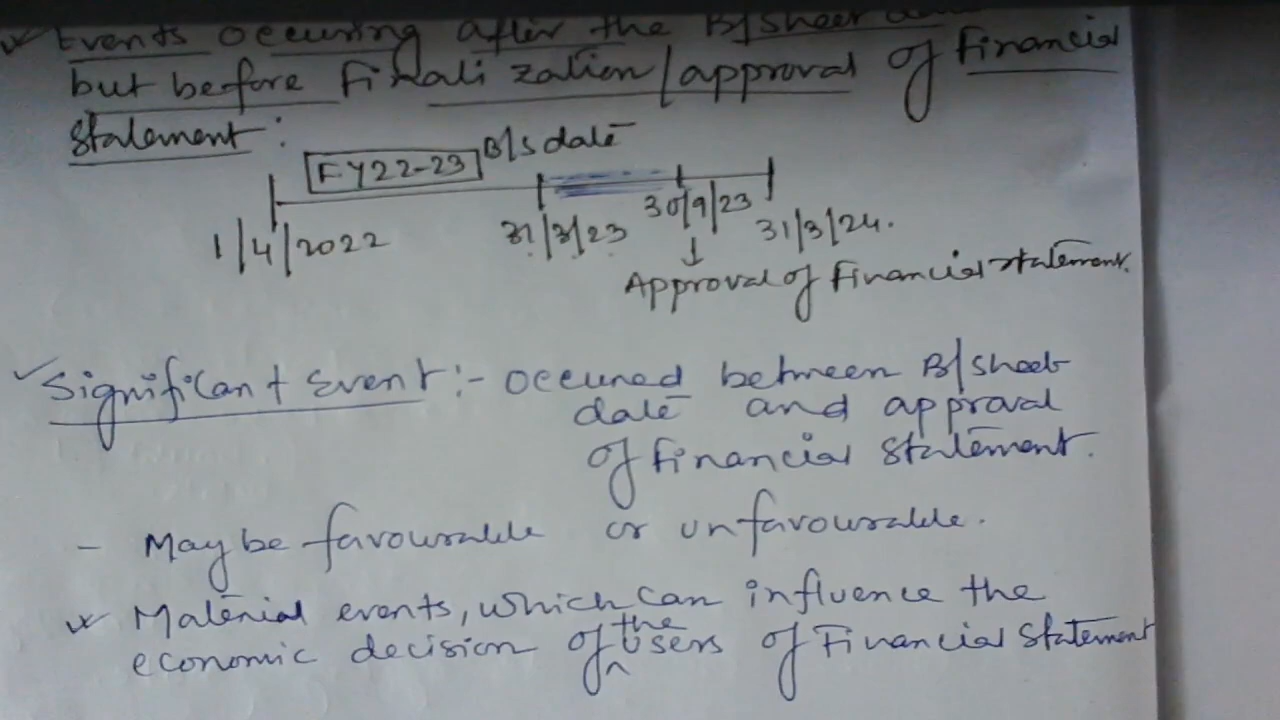 Events occuring after the B/Sheet
but before Finalization/approval of Financial
Statement:
FY22-23 B/s date
1/4/2022 31/3/23 30/9/23 31/3/24.
Approval of Financial statement.
Significant Event:- occured between B/Sheet
date and approval
of Financial Statement.
- May be favourable or unfavourable.
Material events, which can influence the
economic decision of the Users of Financial Statement